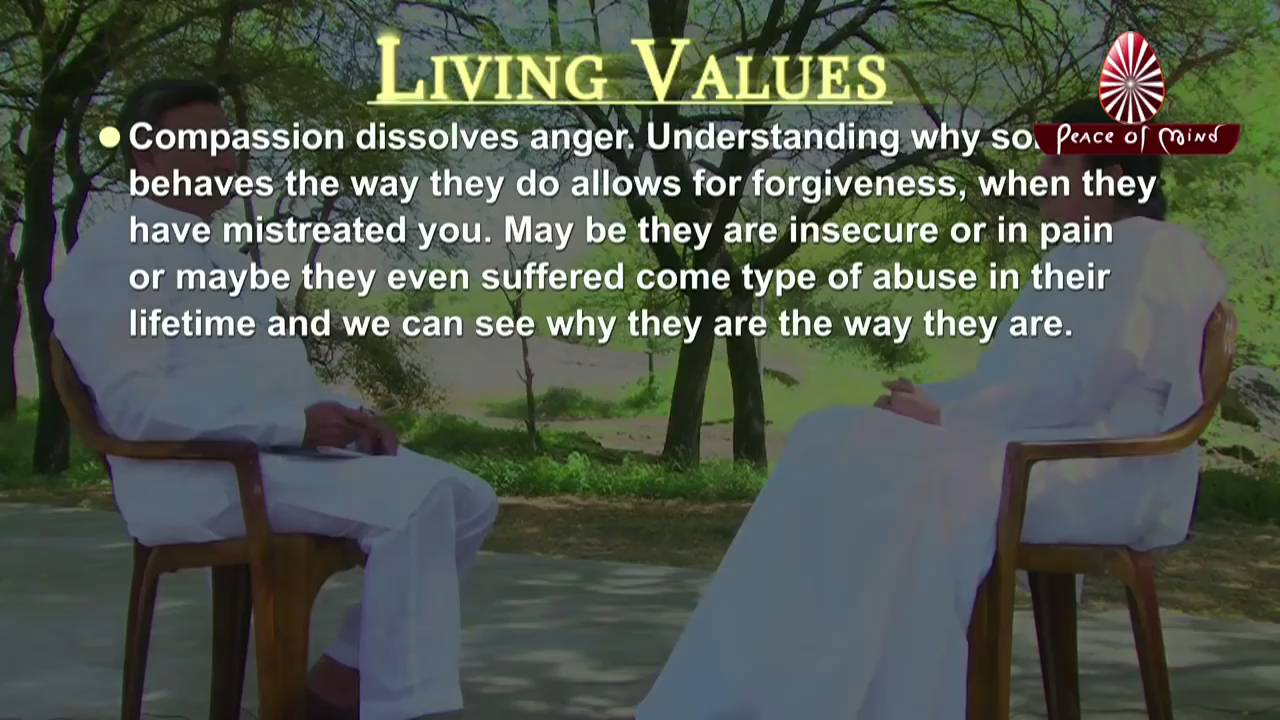 LIVING VALUES
Peace of Mind
Compassion dissolves anger. Understanding why
behaves the way they do allows for forgiveness, when they
have mistreated you. May be they are insecure or in pain
or maybe they even suffered come type of abuse in their
lifetime and we can see why they are the way they are.